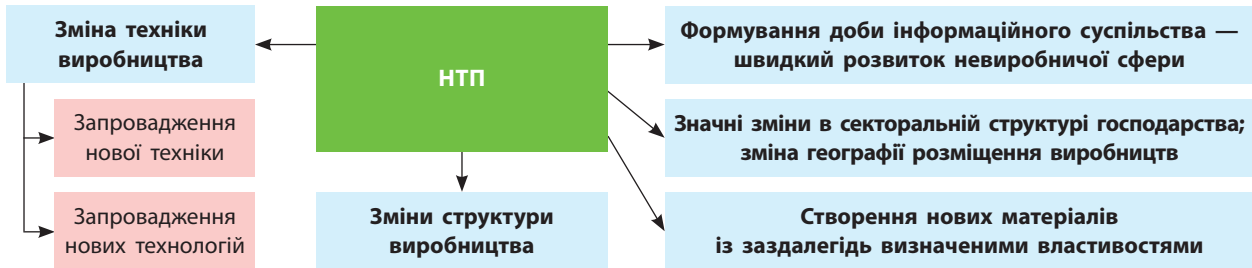 Зміна техніки
виробництва
Запровадження
нової техніки
Запровадження
нових технологій
НТП
Зміни структури
виробництва
Формування доби інформаційного суспільства —
швидкий розвиток невиробничої сфери
Значні зміни в секторальній структурі господарства;
зміна географії розміщення виробництв
Створення нових матеріалів
із заздалегідь визначеними властивостями